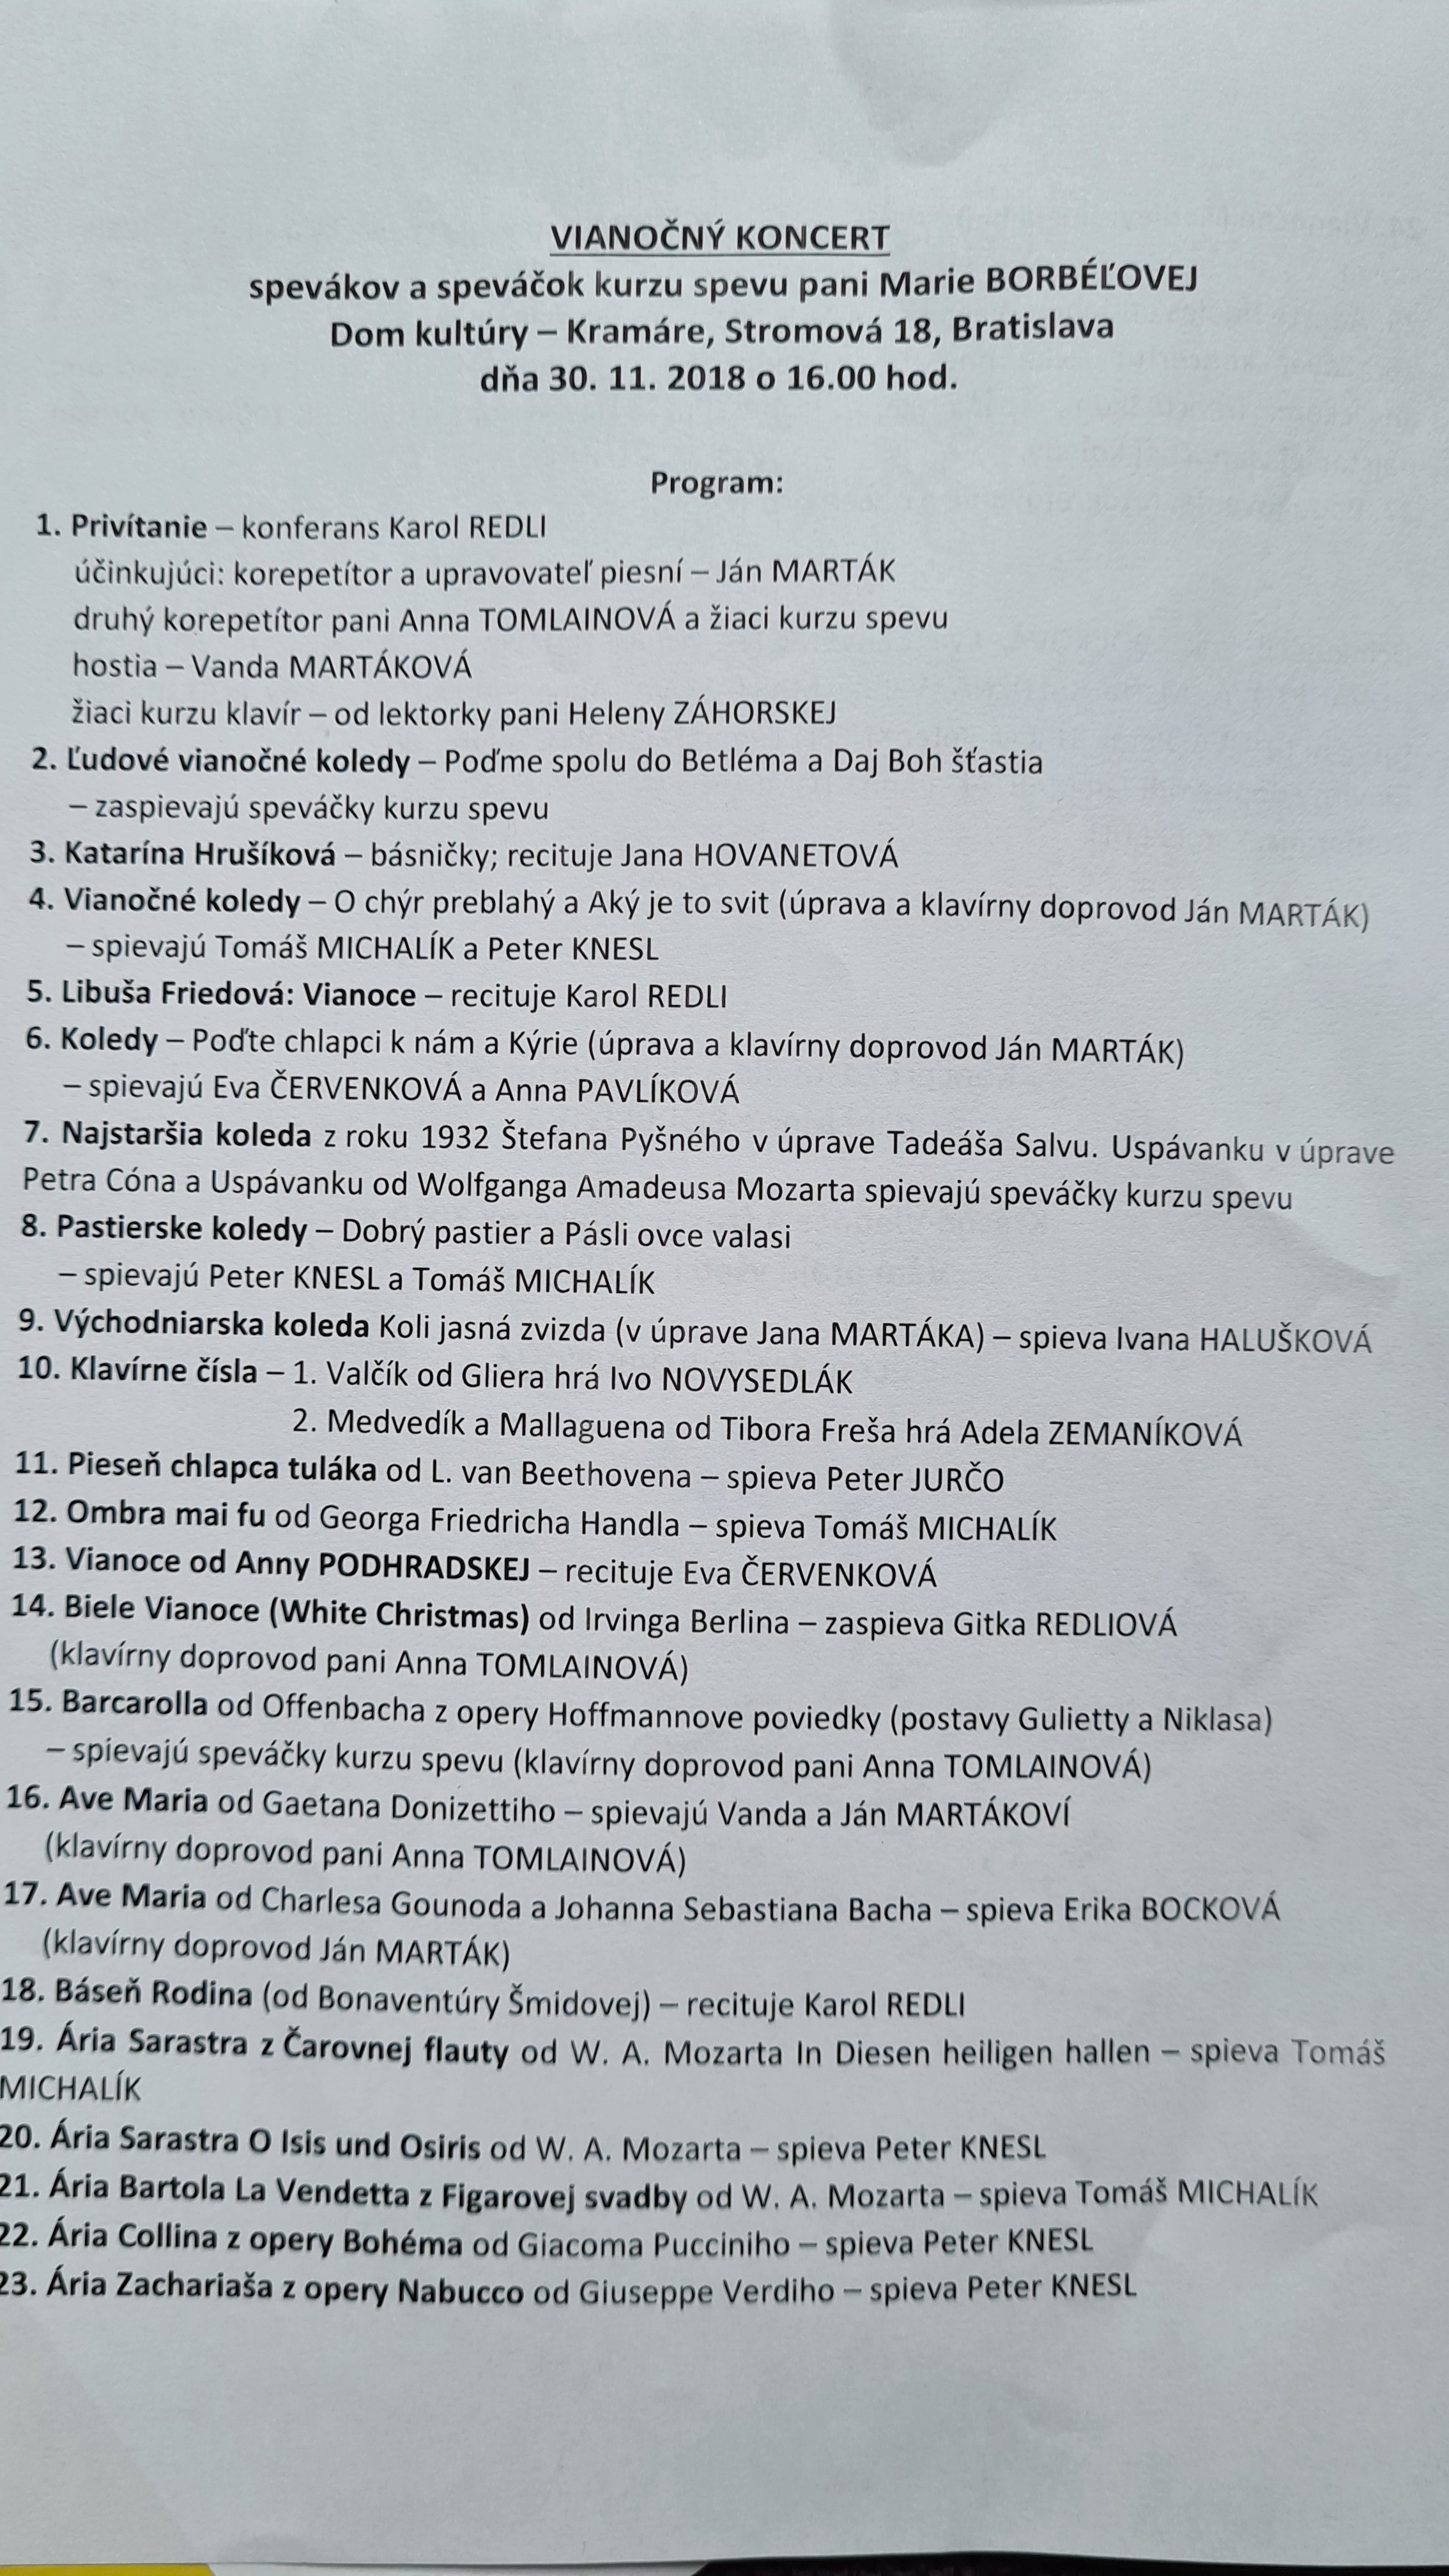 VIANOČNÝ KONCERT
spevákov a speváčok kurzu spevu pani Marie BORBÉĽOVEJ
Dom kultúry – Kramáre, Stromová 18, Bratislava
dňa 30. 11. 2018 o 16.00 hod.
Program:
1. Privítanie – konferans Karol REDLI
účinkujúci: korepetítor a upravovateľ piesní – Ján MARTÁK
druhý korepetítor pani Anna TOMLAINOVÁ a žiaci kurzu spevu
hostia – Vanda MARTÁKOVÁ
žiaci kurzu klavír – od lektorky pani Heleny ZÁHORSKEJ
2. Ľudové vianočné koledy – Poďme spolu do Betléma a Daj Boh šťastia
– zaspievajú speváčky kurzu spevu
3. Katarína Hrušíková – básničky; recituje Jana HOVANETOVÁ
4. Vianočné koledy – O chýr preblahý a Aký je to svit (úprava a klavírny doprovod Ján MARTÁK)
– spievajú Tomáš MICHALÍK a Peter KNESL
5. Libuša Friedová: Vianoce – recituje Karol REDLI
6. Koledy – Poďte chlapci k nám a Kýrie (úprava a klavírny doprovod Ján MARTÁK)
– spievajú Eva ČERVENKOVÁ a Anna PAVLÍKOVÁ
7. Najstaršia koleda z roku 1932 Štefana Pyšného v úprave Tadeáša Salvu. Uspávanku v úprave
Petra Cóna a Uspávanku od Wolfganga Amadeusa Mozarta spievajú speváčky kurzu spevu
8. Pastierske koledy – Dobrý pastier a Pásli ovce valasi
– spievajú Peter KNESL a Tomáš MICHALÍK
9. Východniarska koleda Koli jasná zvizda (v úprave Jana MARTÁKA) – spieva Ivana HALUŠKOVÁ
10. Klavírne čísla – 1. Valčík od Gliera hrá Ivo NOVYSEDLÁK
2. Medvedík a Mallaguena od Tibora Freša hrá Adela ZEMANÍKOVÁ
11. Pieseň chlapca tuláka od L. van Beethovena – spieva Peter JURČO
12. Ombra mai fu od Georga Friedricha Handla – spieva Tomáš MICHALÍK
13. Vianoce od Anny PODHRADSKEJ – recituje Eva ČERVENKOVÁ
14. Biele Vianoce (White Christmas) od Irvinga Berlina – zaspieva Gitka REDLIOVÁ
(klavírny doprovod pani Anna TOMLAINOVÁ)
15. Barcarolla od Offenbacha z opery Hoffmannove poviedky (postavy Gulietty a Niklasa)
– spievajú speváčky kurzu spevu (klavírny doprovod pani Anna TOMLAINOVÁ)
16. Ave Maria od Gaetana Donizettiho – spievajú Vanda a Ján MARTÁKOVÍ
(klavírny doprovod pani Anna TOMLAINOVÁ)
17. Ave Maria od Charlesa Gounoda a Johanna Sebastiana Bacha – spieva Erika BOCKOVÁ
(klavírny doprovod Ján MARTÁK)
18. Báseň Rodina (od Bonaventúry Šmidovej) – recituje Karol REDLI
19. Ária Sarastra z Čarovnej flauty od W. A. Mozarta In Diesen heiligen hallen – spieva Tomáš
MICHALÍK
20. Ária Sarastra O Isis und Osiris od W. A. Mozarta – spieva Peter KNESL
21. Ária Bartola La Vendetta z Figarovej svadby od W. A. Mozarta – spieva Tomáš MICHALÍK
22. Ária Collina z opery Bohéma od Giacoma Pucciniho – spieva Peter KNESL
23. Ária Zachariaša z opery Nabucco od Giuseppe Verdiho – spieva Peter KNESL